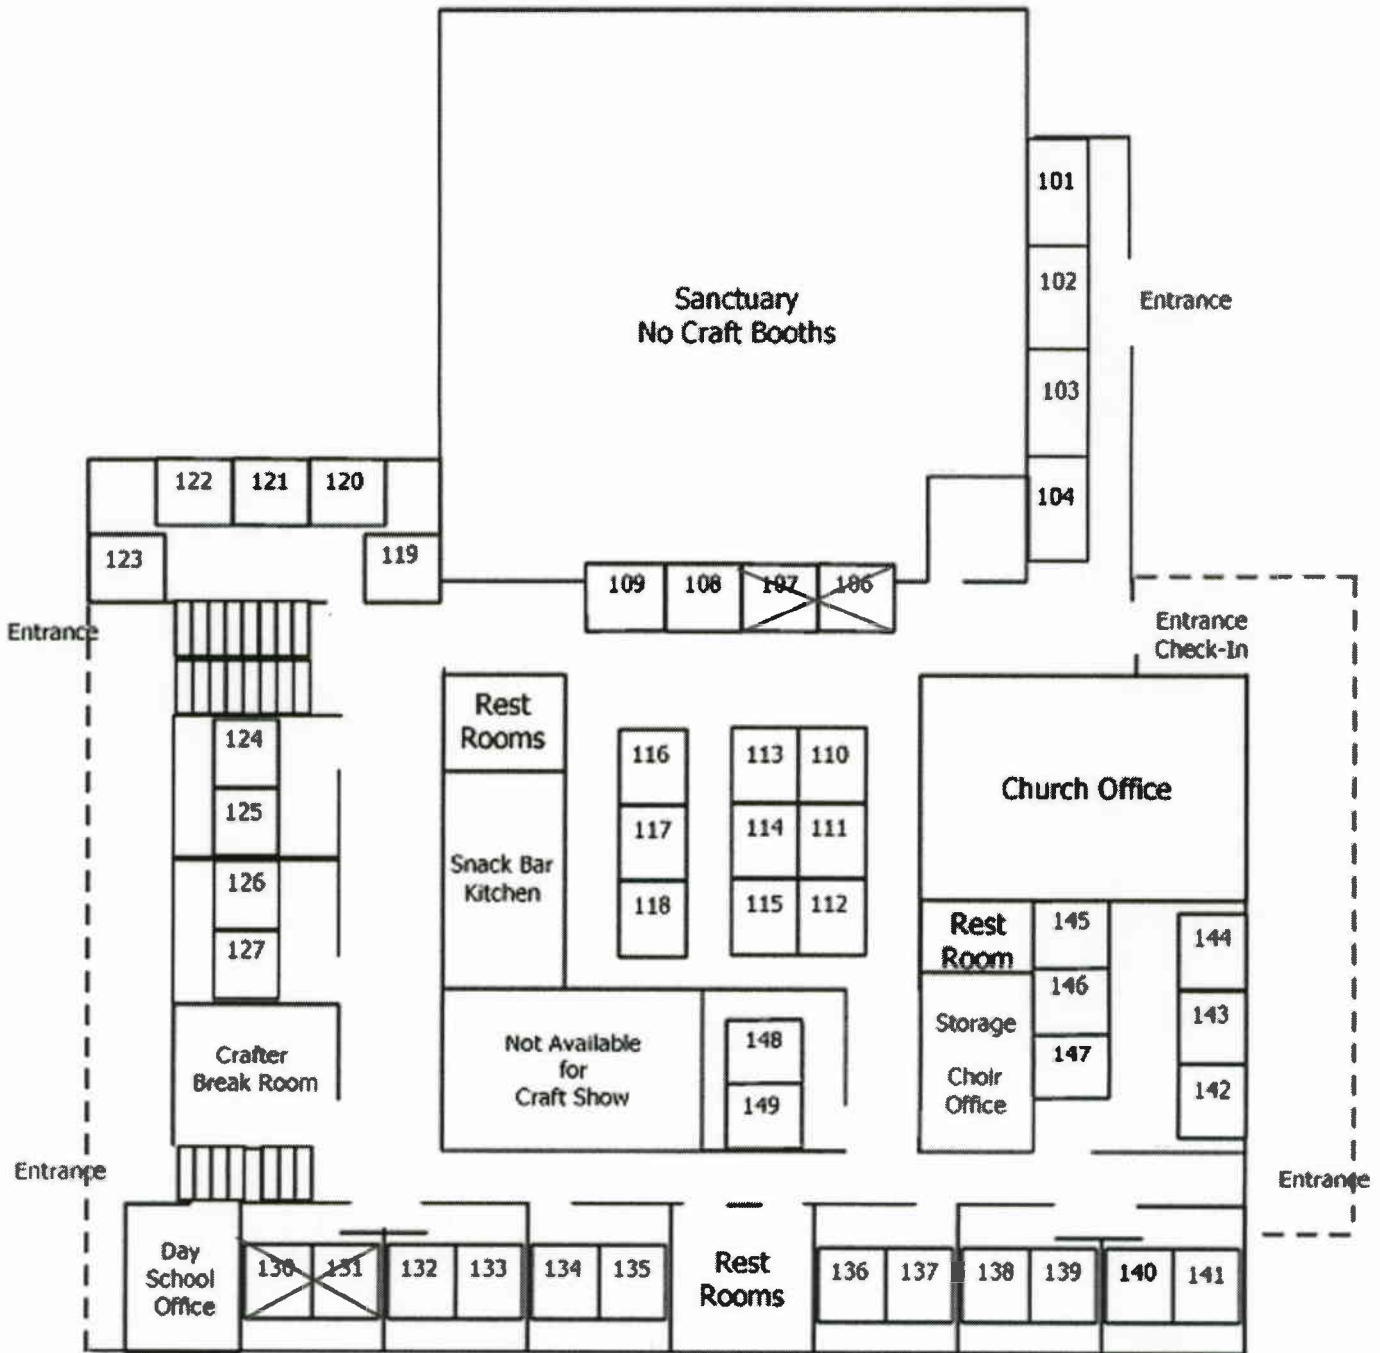 101
102
Entrance
Sanctuary
No Craft Booths
103
104
122
121
120
123
119
109
108
107
106
Entrance
Entrance
Check-In
Rest
Rooms
124
125
116
113
110
Church Office
117
114
111
Snack Bar
Kitchen
126
127
118
115
112
Rest
Room
145
144
146
143
Storage
147
142
Choir
Office
Crafter
Break Room
Not Available
for
Craft Show
148
149
Entrance
Entrance
Day
School
Office
130
131
132
133
134
135
Rest
Rooms
136
137
138
139
140
141